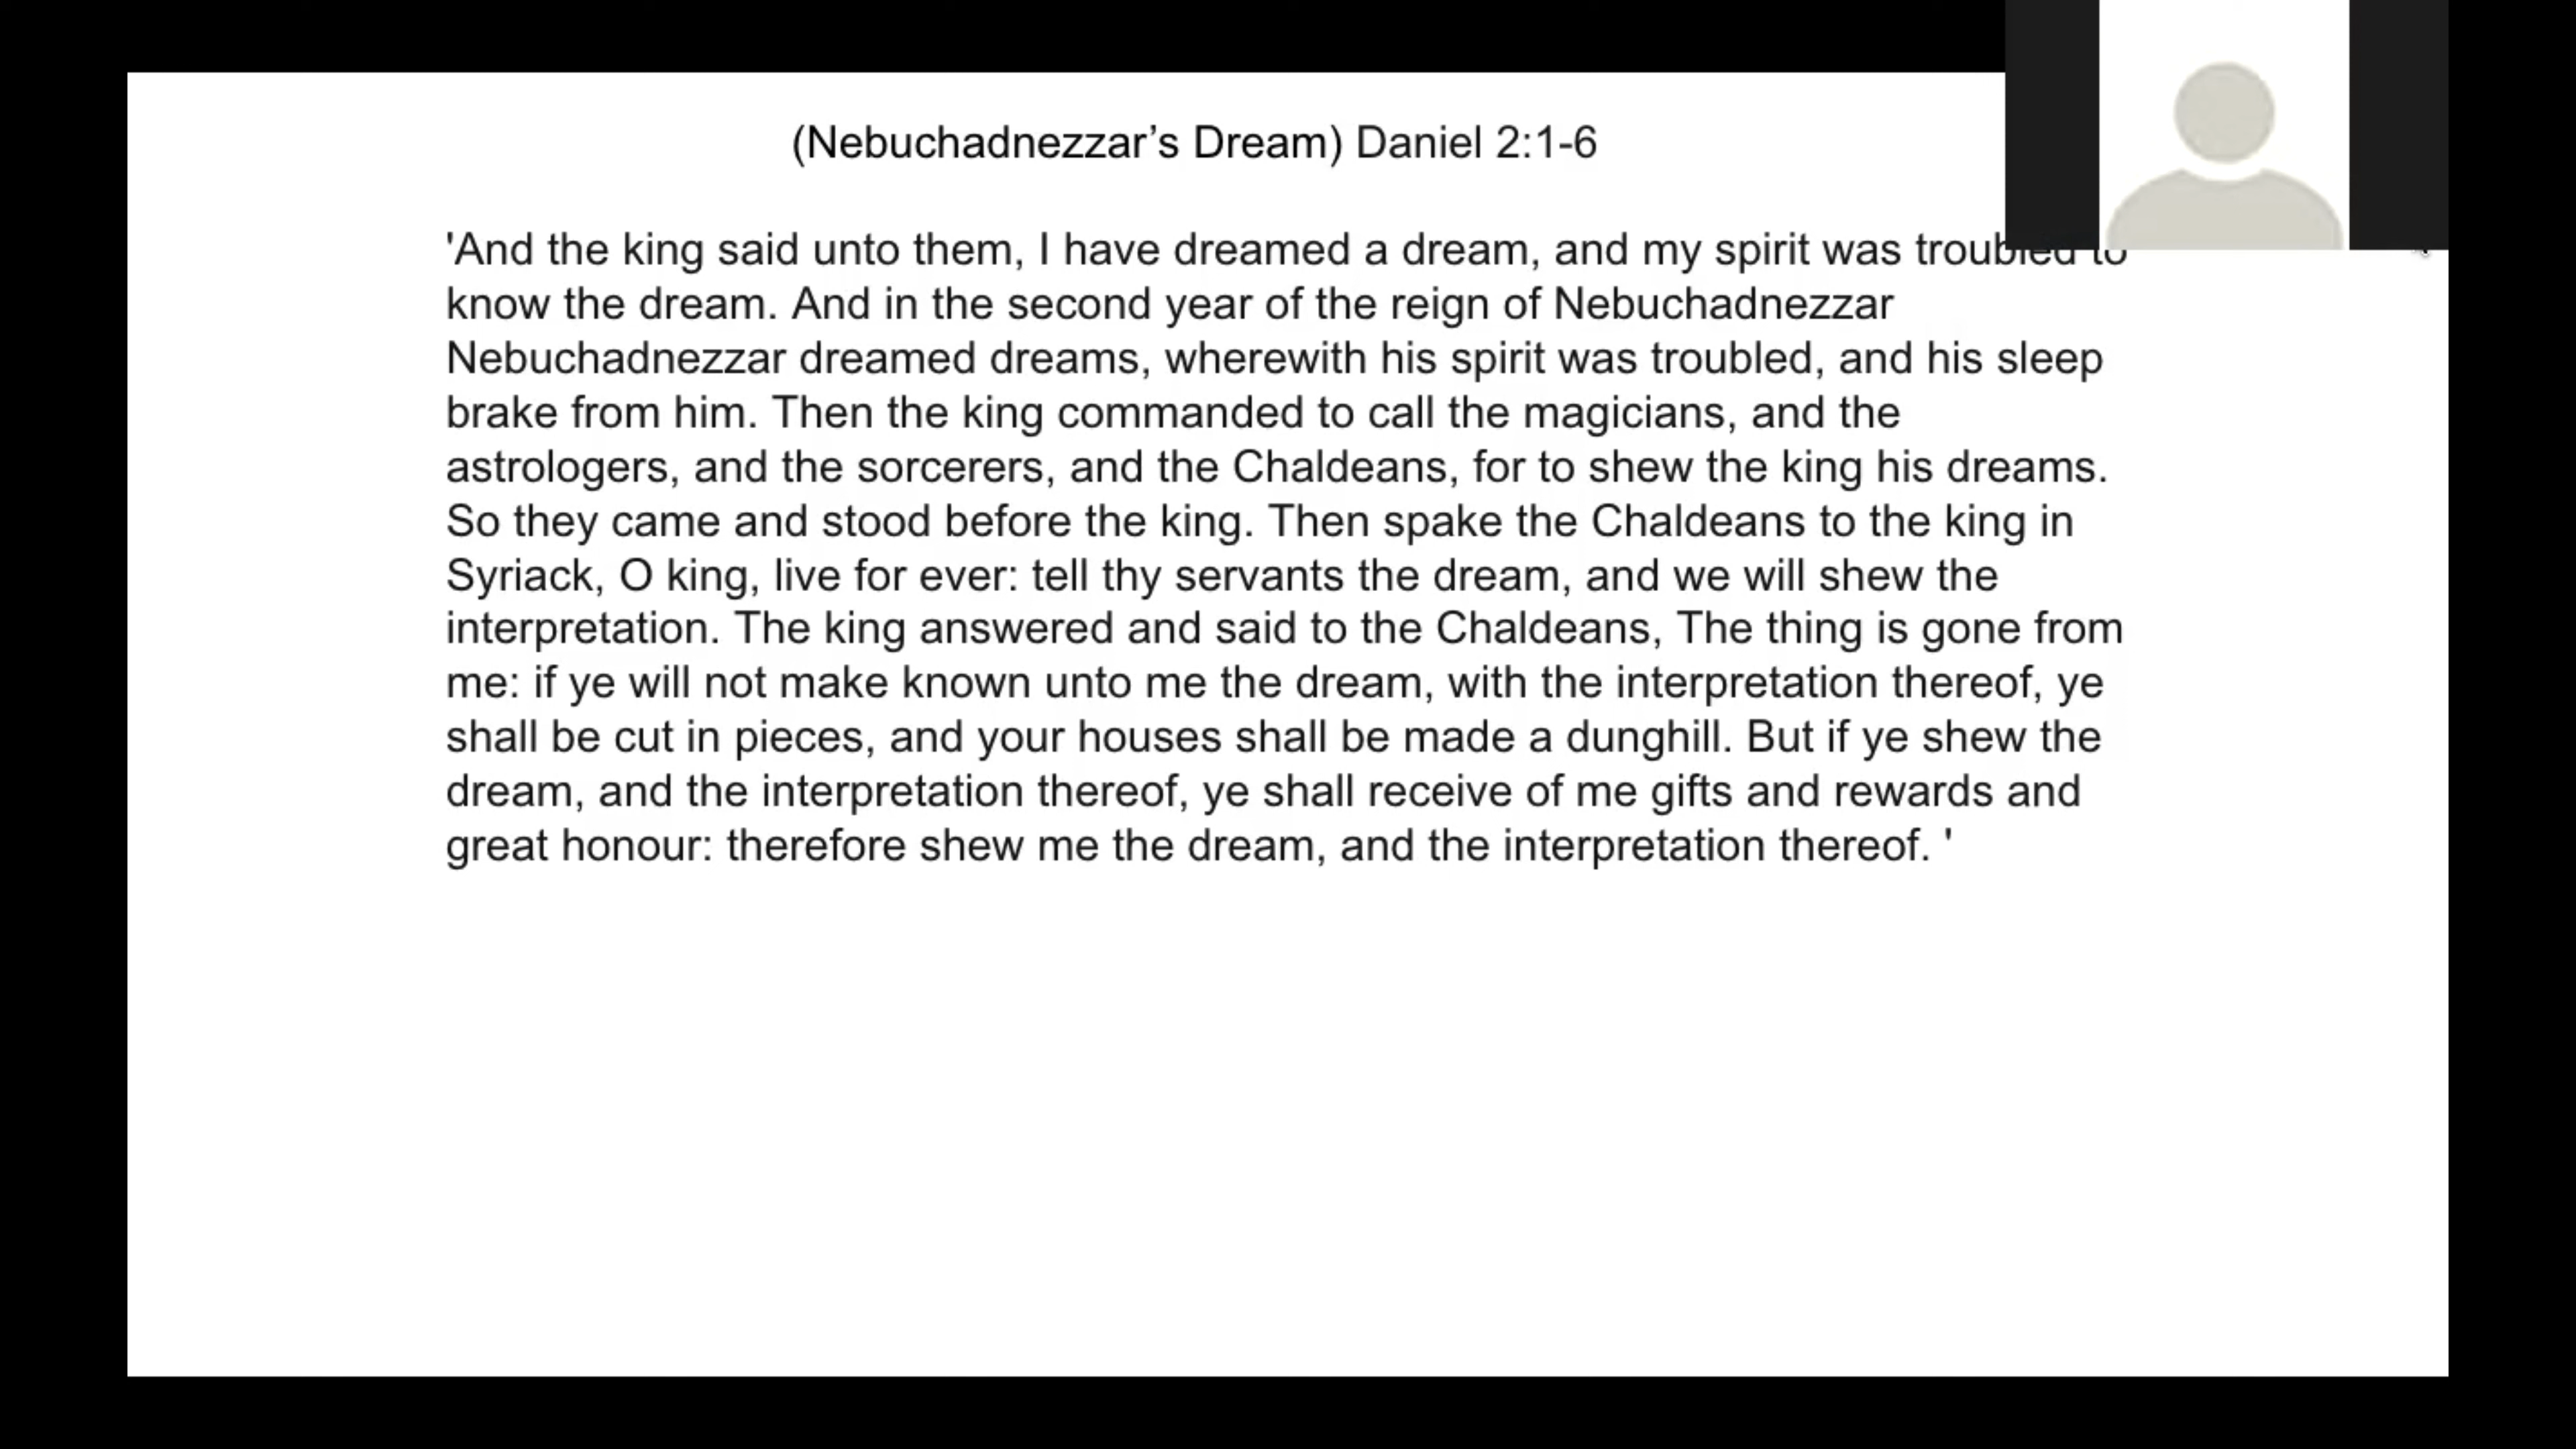 (Nebuchadnezzar’s Dream) Daniel 2:1-6
'And the king said unto them, I have dreamed a dream, and my spirit was troubled to
know the dream. And in the second year of the reign of Nebuchadnezzar
Nebuchadnezzar dreamed dreams, wherewith his spirit was troubled, and his sleep
brake from him. Then the king commanded to call the magicians, and the
astrologers, and the sorcerers, and the Chaldeans, for to shew the king his dreams.
So they came and stood before the king. Then spake the Chaldeans to the king in
Syriack, O king, live for ever: tell thy servants the dream, and we will shew the
interpretation. The king answered and said to the Chaldeans, The thing is gone from
me: if ye will not make known unto me the dream, with the interpretation thereof, ye
shall be cut in pieces, and your houses shall be made a dunghill. But if ye shew the
dream, and the interpretation thereof, ye shall receive of me gifts and rewards and
great honour: therefore shew me the dream, and the interpretation thereof. '